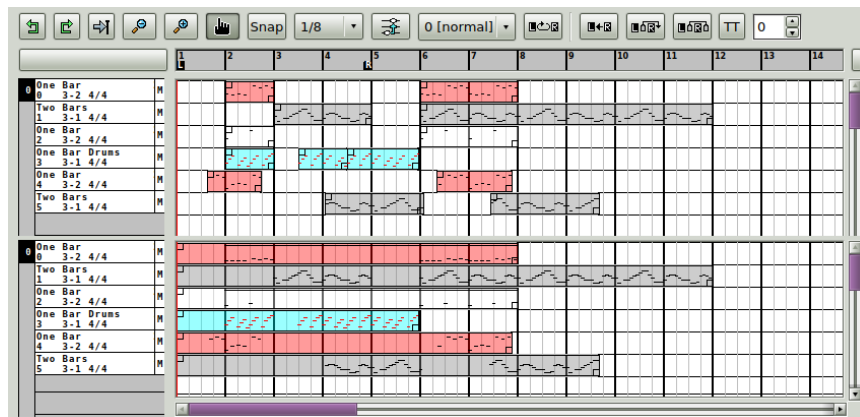 Snap 1/8 0 [normal] TT 0
1 2 3 4 5 6 7 8 9 10 11 12 13 14
L R
0 One Bar M
0 3-2 4/4
Two Bars M
1 3-1 4/4
One Bar M
2 3-2 4/4
One Bar Drums M
3 3-1 4/4
One Bar M
4 3-2 4/4
Two Bars M
5 3-1 4/4
0 One Bar M
0 3-2 4/4
Two Bars M
1 3-1 4/4
One Bar M
2 3-2 4/4
One Bar Drums M
3 3-1 4/4
One Bar M
4 3-2 4/4
Two Bars M
5 3-1 4/4